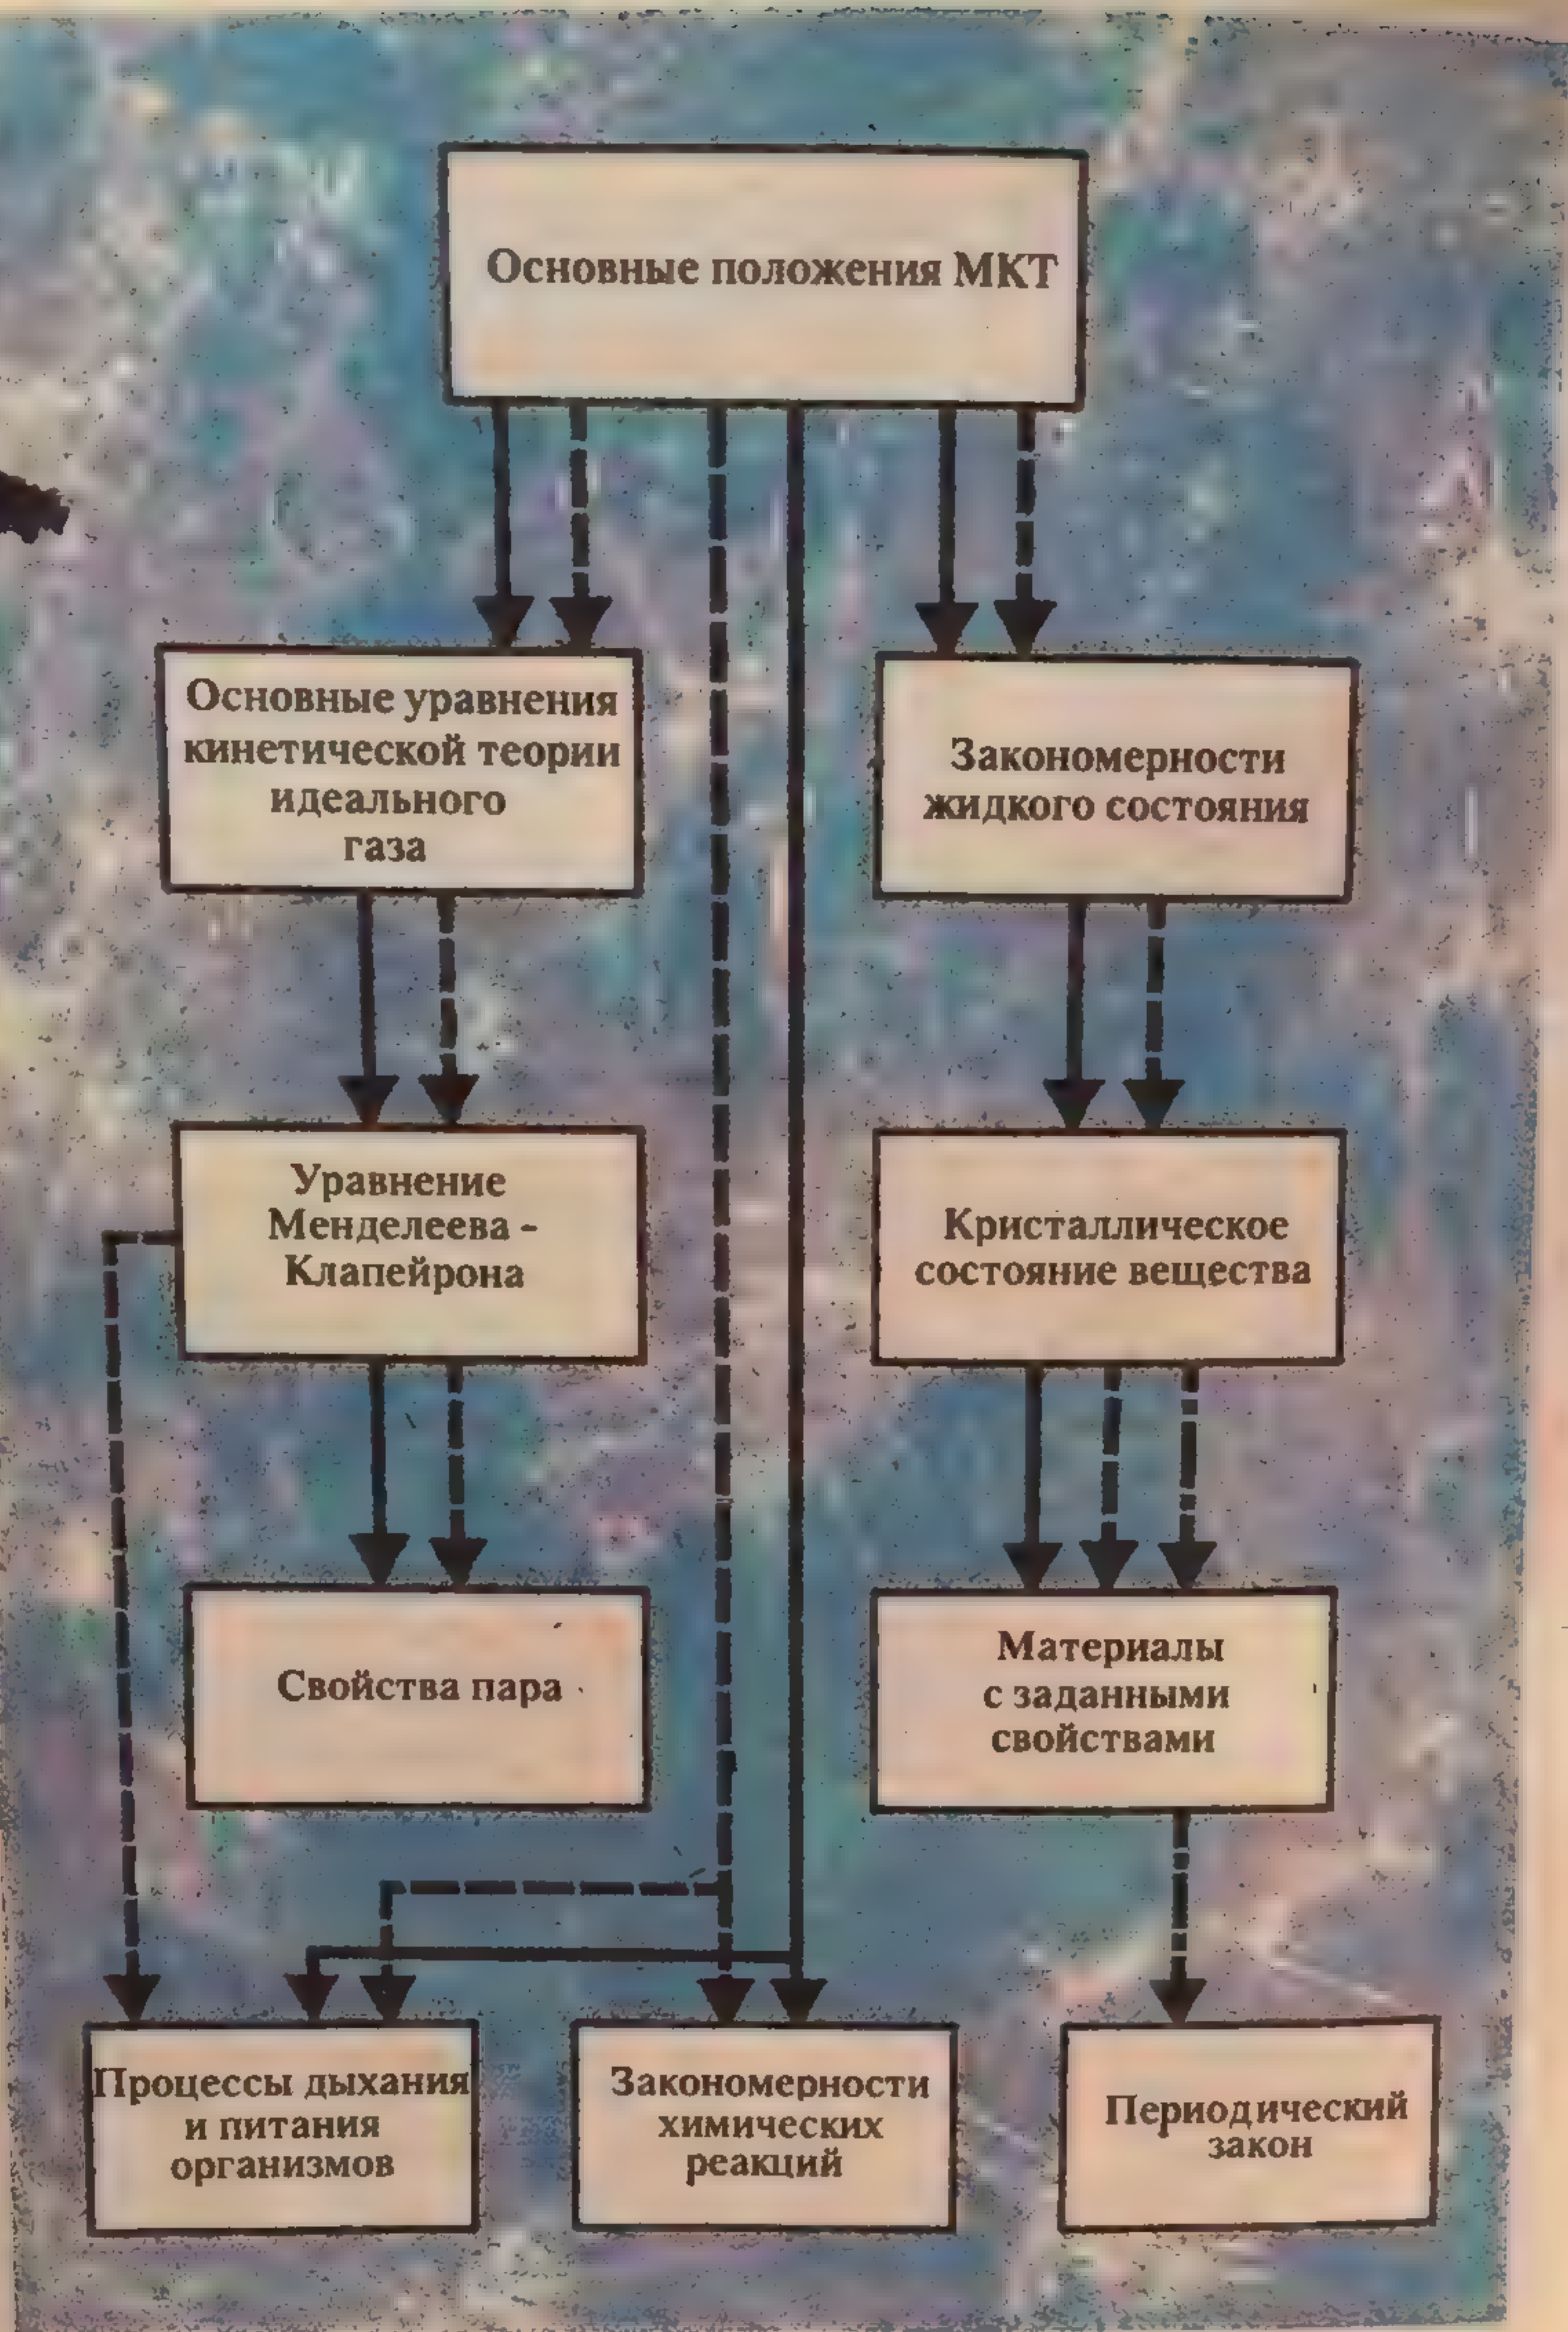 Основные положения МКТ
Основные уравнения
кинетической теории
идеального
газа
Закономерности
жидкого состояния
Уравнение
Менделеева -
Клапейрона
Кристаллическое
состояние вещества
Свойства пара
Материалы
с заданными
свойствами
Процессы дыхания
и питания
организмов
Закономерности
химических
реакций
Периодический
закон